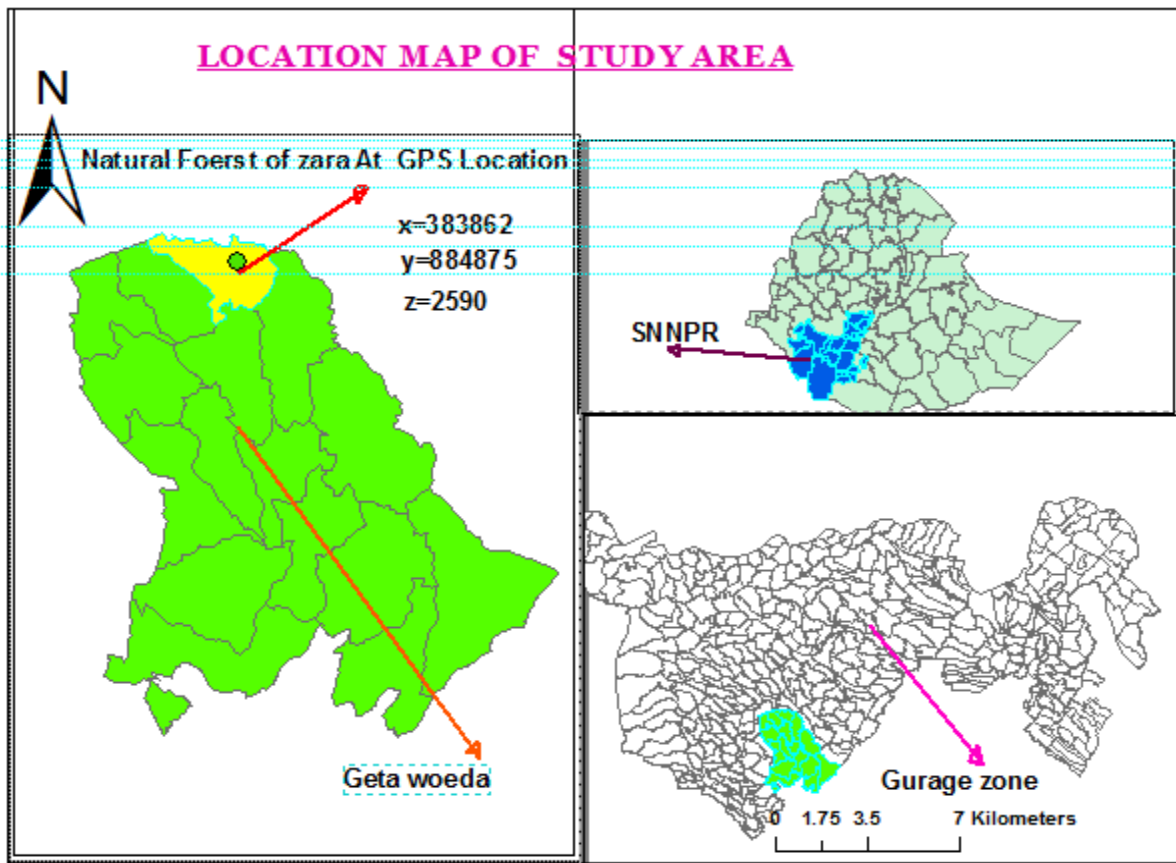 LOCATION MAP OF STUDY AREA
N
Natural Foerst of zara At GPS Location
x=383862
y=884875
z=2590
Geta woeda
SNNPR
Gurage zone
0 1.75 3.5 7 Kilometers